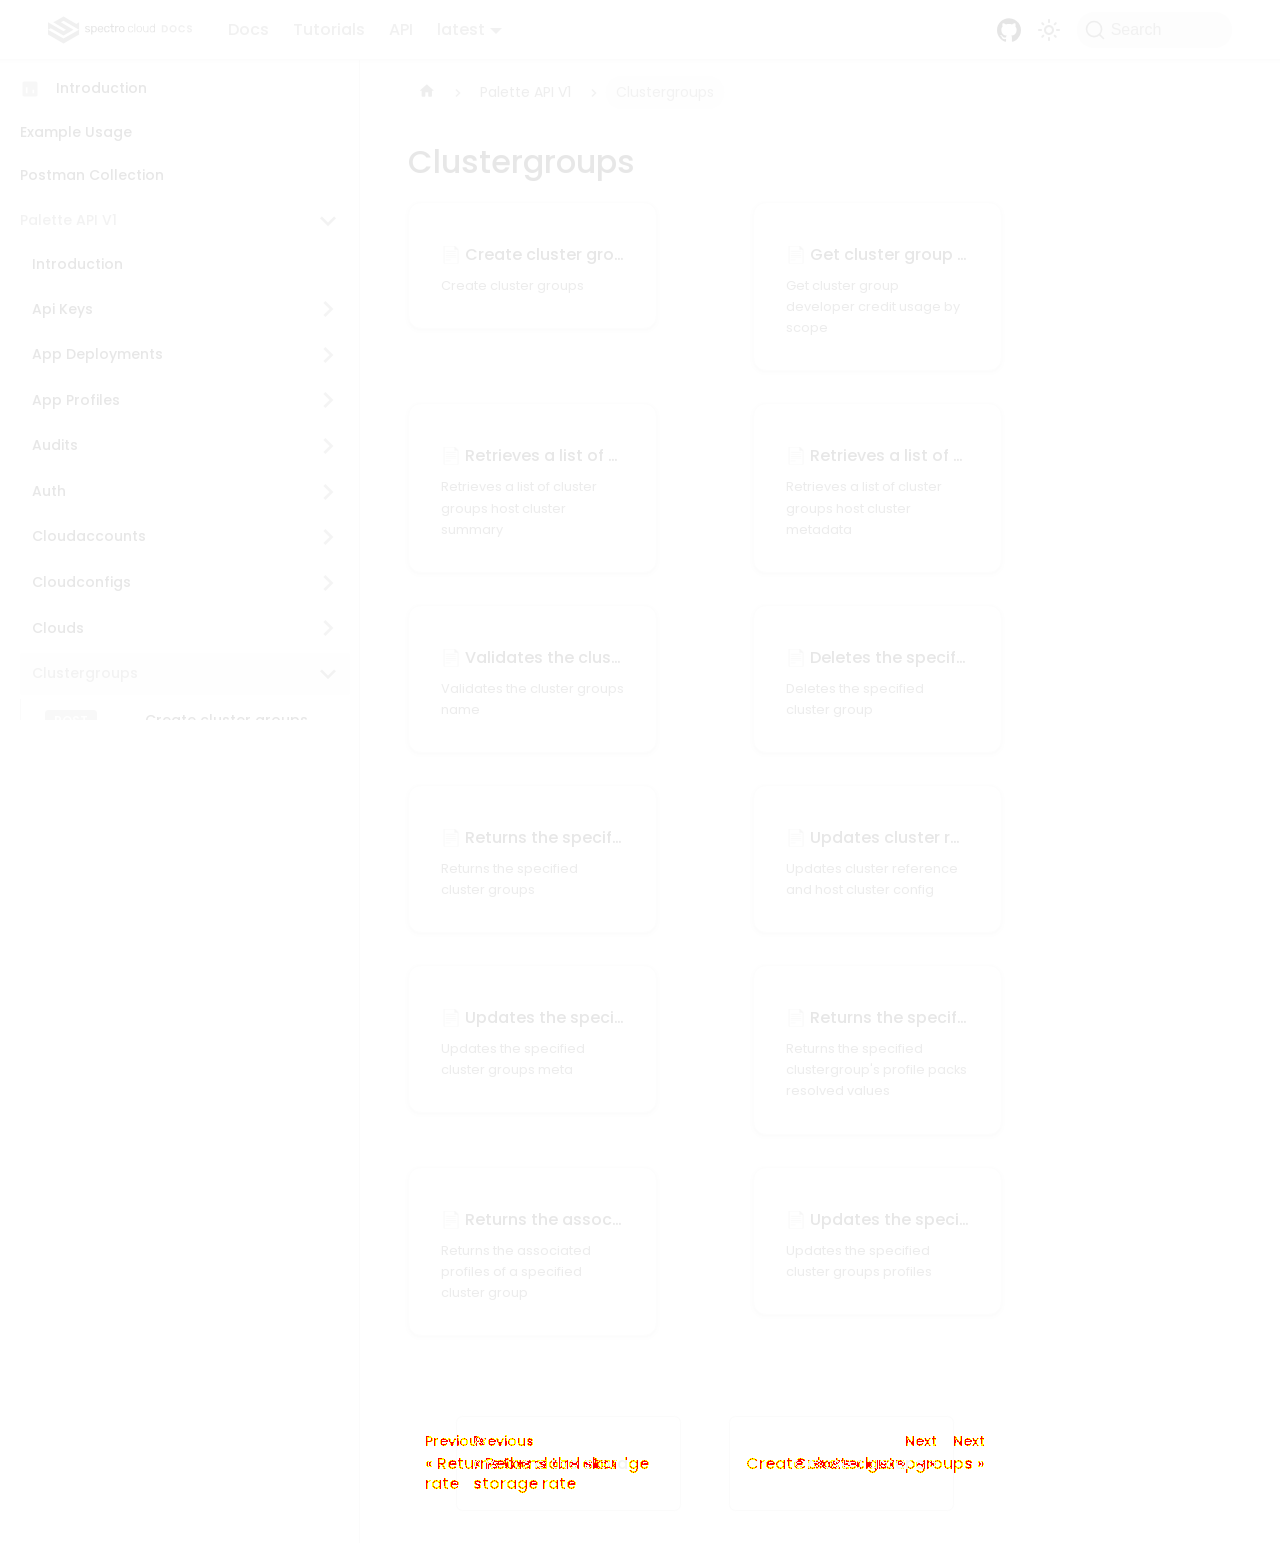 spectro cloud DOCS
Docs
Tutorials
API
latest
Search
Introduction
Example Usage
Postman Collection
Palette API V1
Introduction
Api Keys
App Deployments
App Profiles
Audits
Auth
Cloudaccounts
Cloudconfigs
Clouds
Clustergroups
Create cluster groups
Palette API V1
Clustergroups
Clustergroups
Create cluster gro...
Create cluster groups
Get cluster group ...
Get cluster group
developer credit usage by
scope
Retrieves a list of ...
Retrieves a list of cluster
groups host cluster
summary
Retrieves a list of ...
Retrieves a list of cluster
groups host cluster
metadata
Validates the clus...
Validates the cluster groups
name
Deletes the specif...
Deletes the specified
cluster group
Returns the specif...
Returns the specified
cluster groups
Updates cluster r...
Updates cluster reference
and host cluster config
Updates the speci...
Updates the specified
cluster groups meta
Returns the specif...
Returns the specified
clustergroup's profile packs
resolved values
Returns the assoc...
Returns the associated
profiles of a specified
cluster group
Updates the speci...
Updates the specified
cluster groups profiles
Previous
Previous
rate
storage rate
Next
Next
groups »